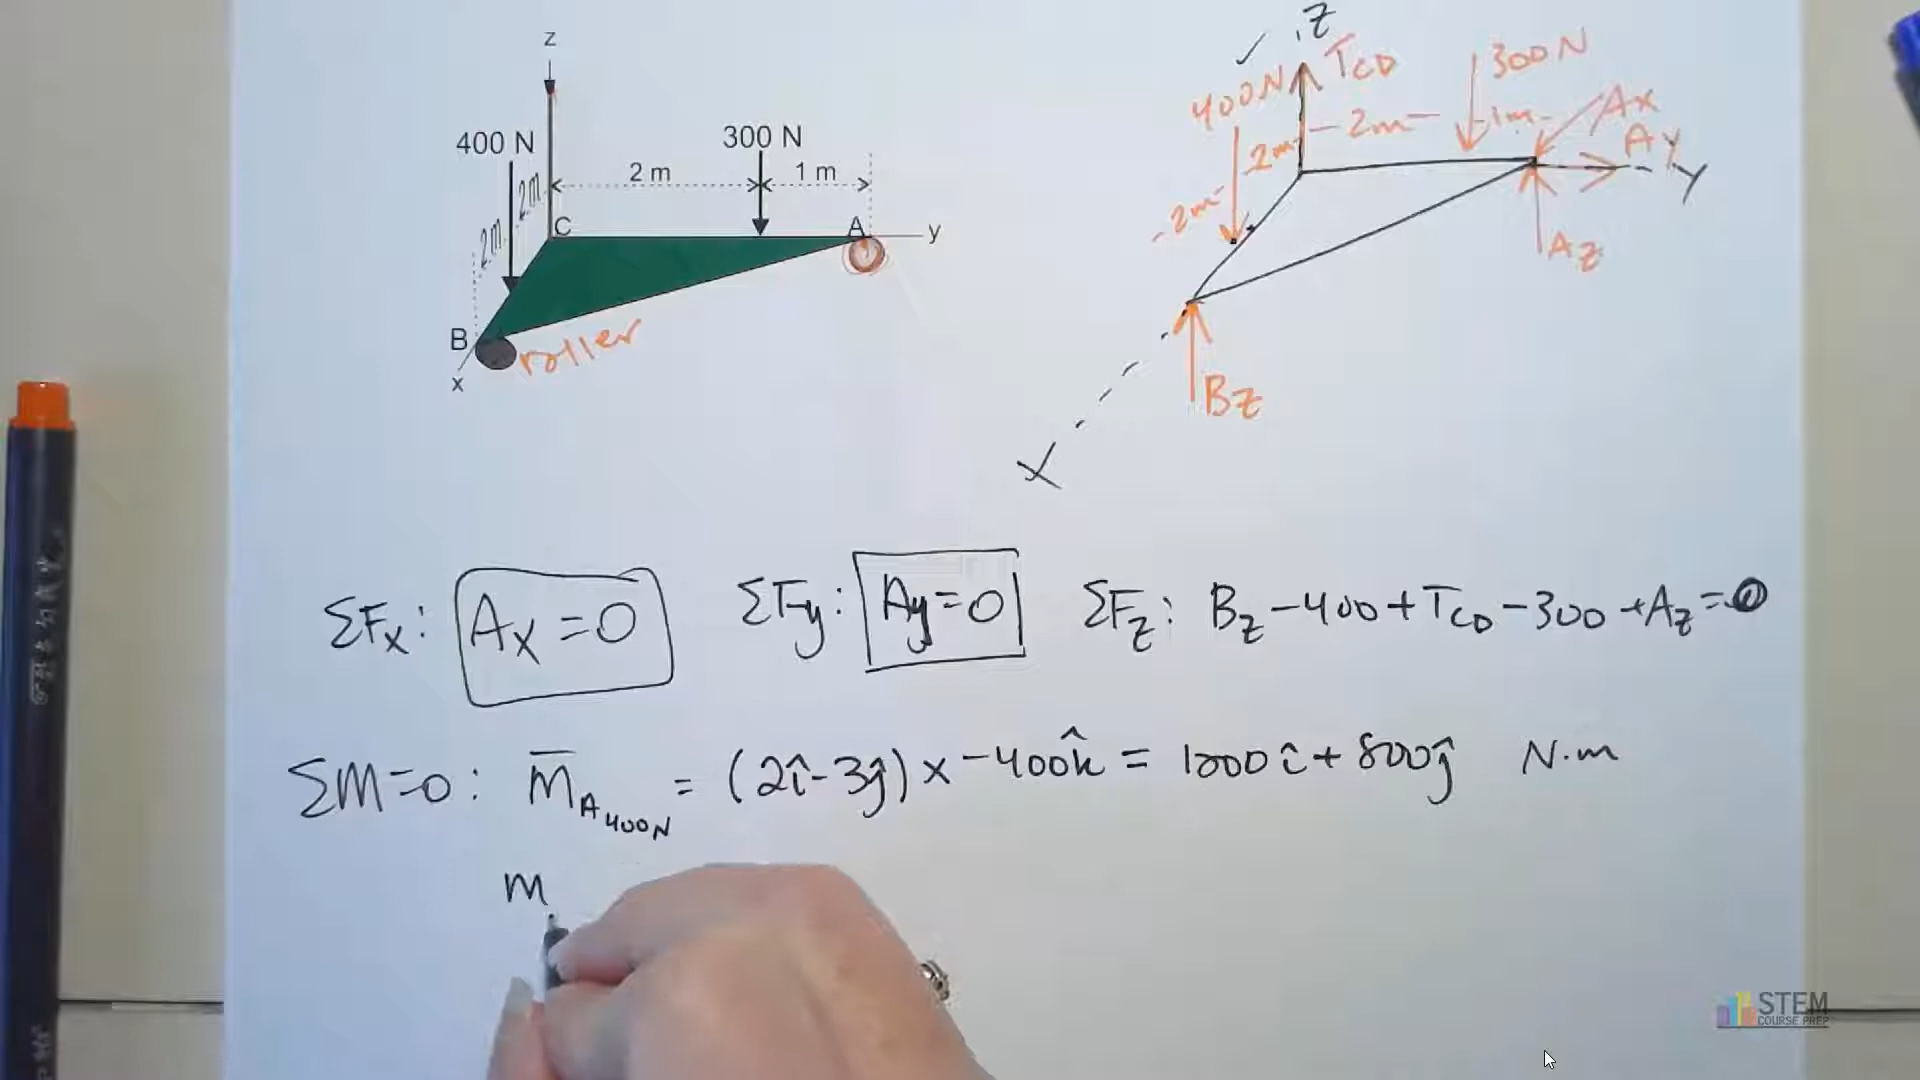 z
400 N
300 N
2 m
1 m
2m
2m
C
A
y
B
roller
x
Z
TCD
400N
300N
2m
-2m-
-1m-
Ax
Ay
Y
-2m-
Az
Bz
X
ΣFx: Ax=0 ΣFy: Ay=0 ΣFz: Bz-400+TCD-300+Az=0
ΣM=0: M̅A400N = (2î-3ĵ)x-400k̂ = 1200î+800ĵ N·m
m
STEM
COURSE PREP